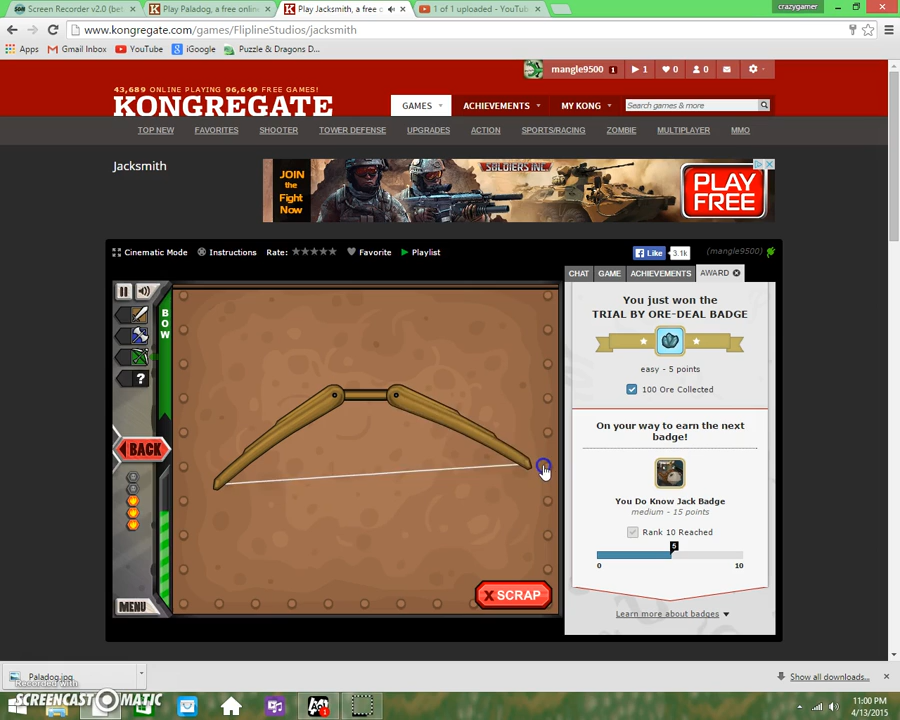 Screen Recorder v2.0 (bet
Play Paladog, a free onlin
Play Jacksmith, a free o
1 of 1 uploaded - YouTub
crazygamer
www.kongregate.com/games/FliplineStudios/jacksmith
Apps
Gmail Inbox
YouTube
iGoogle
Puzzle & Dragons D...
mangle9500 1
1
0
0
43,689 ONLINE PLAYING 96,649 FREE GAMES!
KONGREGATE
GAMES
ACHIEVEMENTS
MY KONG
Search games & more
TOP NEW
FAVORITES
SHOOTER
TOWER DEFENSE
UPGRADES
ACTION
SPORTS/RACING
ZOMBIE
MULTIPLAYER
MMO
Jacksmith
JOIN
the
Fight
Now
SOLDIERS INC.
PLAY
FREE
Cinematic Mode
Instructions
Rate:
Favorite
Playlist
Like
3.1k
(mangle9500)
CHAT
GAME
ACHIEVEMENTS
AWARD
BOW
?
BACK
MENU
X SCRAP
You just won the
TRIAL BY ORE-DEAL BADGE
easy - 5 points
100 Ore Collected
On your way to earn the next
badge!
You Do Know Jack Badge
medium - 15 points
Rank 10 Reached
5
0
10
Learn more about badges
Paladog.jpg
Show all downloads...
Recorded with
SCREENCAST-O-MATIC
1
11:00 PM
4/13/2015